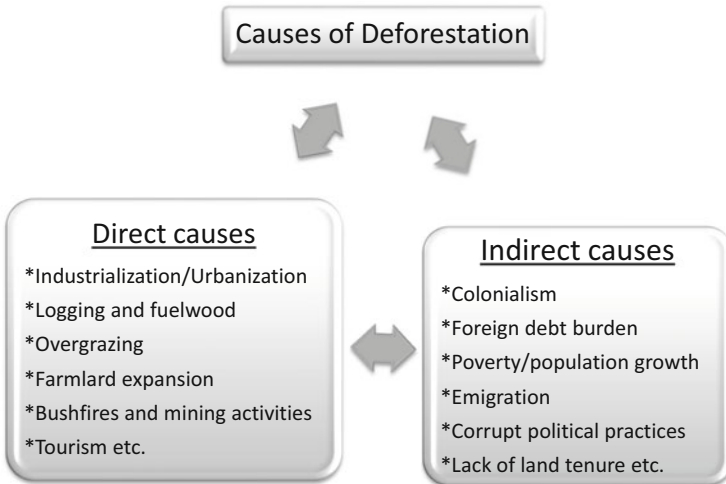 Causes of Deforestation
Direct causes
*Industrialization/Urbanization
*Logging and fuelwood
*Overgrazing
*Farmlard expansion
*Bushfires and mining activities
*Tourism etc.
Indirect causes
*Colonialism
*Foreign debt burden
*Poverty/population growth
*Emigration
*Corrupt political practices
*Lack of land tenure etc.